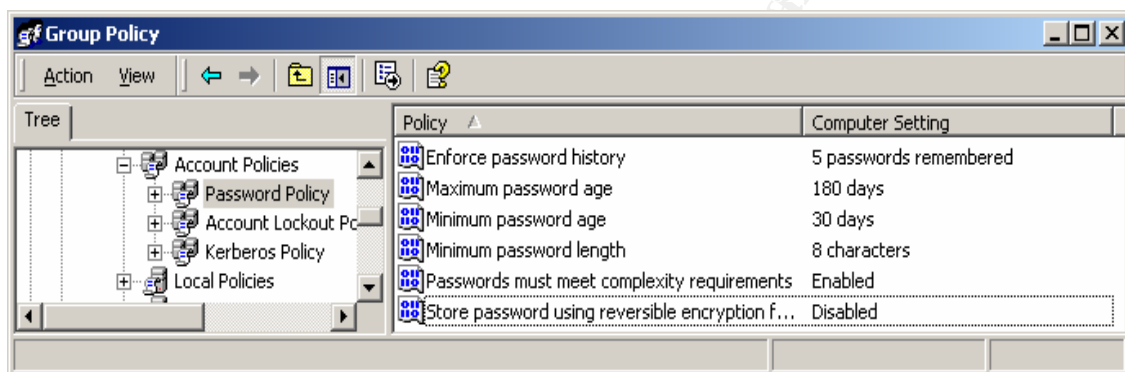 Group Policy
Action View
Tree
Policy Computer Setting
Account Policies
Password Policy
Account Lockout Po
Kerberos Policy
Local Policies
Enforce password history 5 passwords remembered
Maximum password age 180 days
Minimum password age 30 days
Minimum password length 8 characters
Passwords must meet complexity requirements Enabled
Store password using reversible encryption f... Disabled